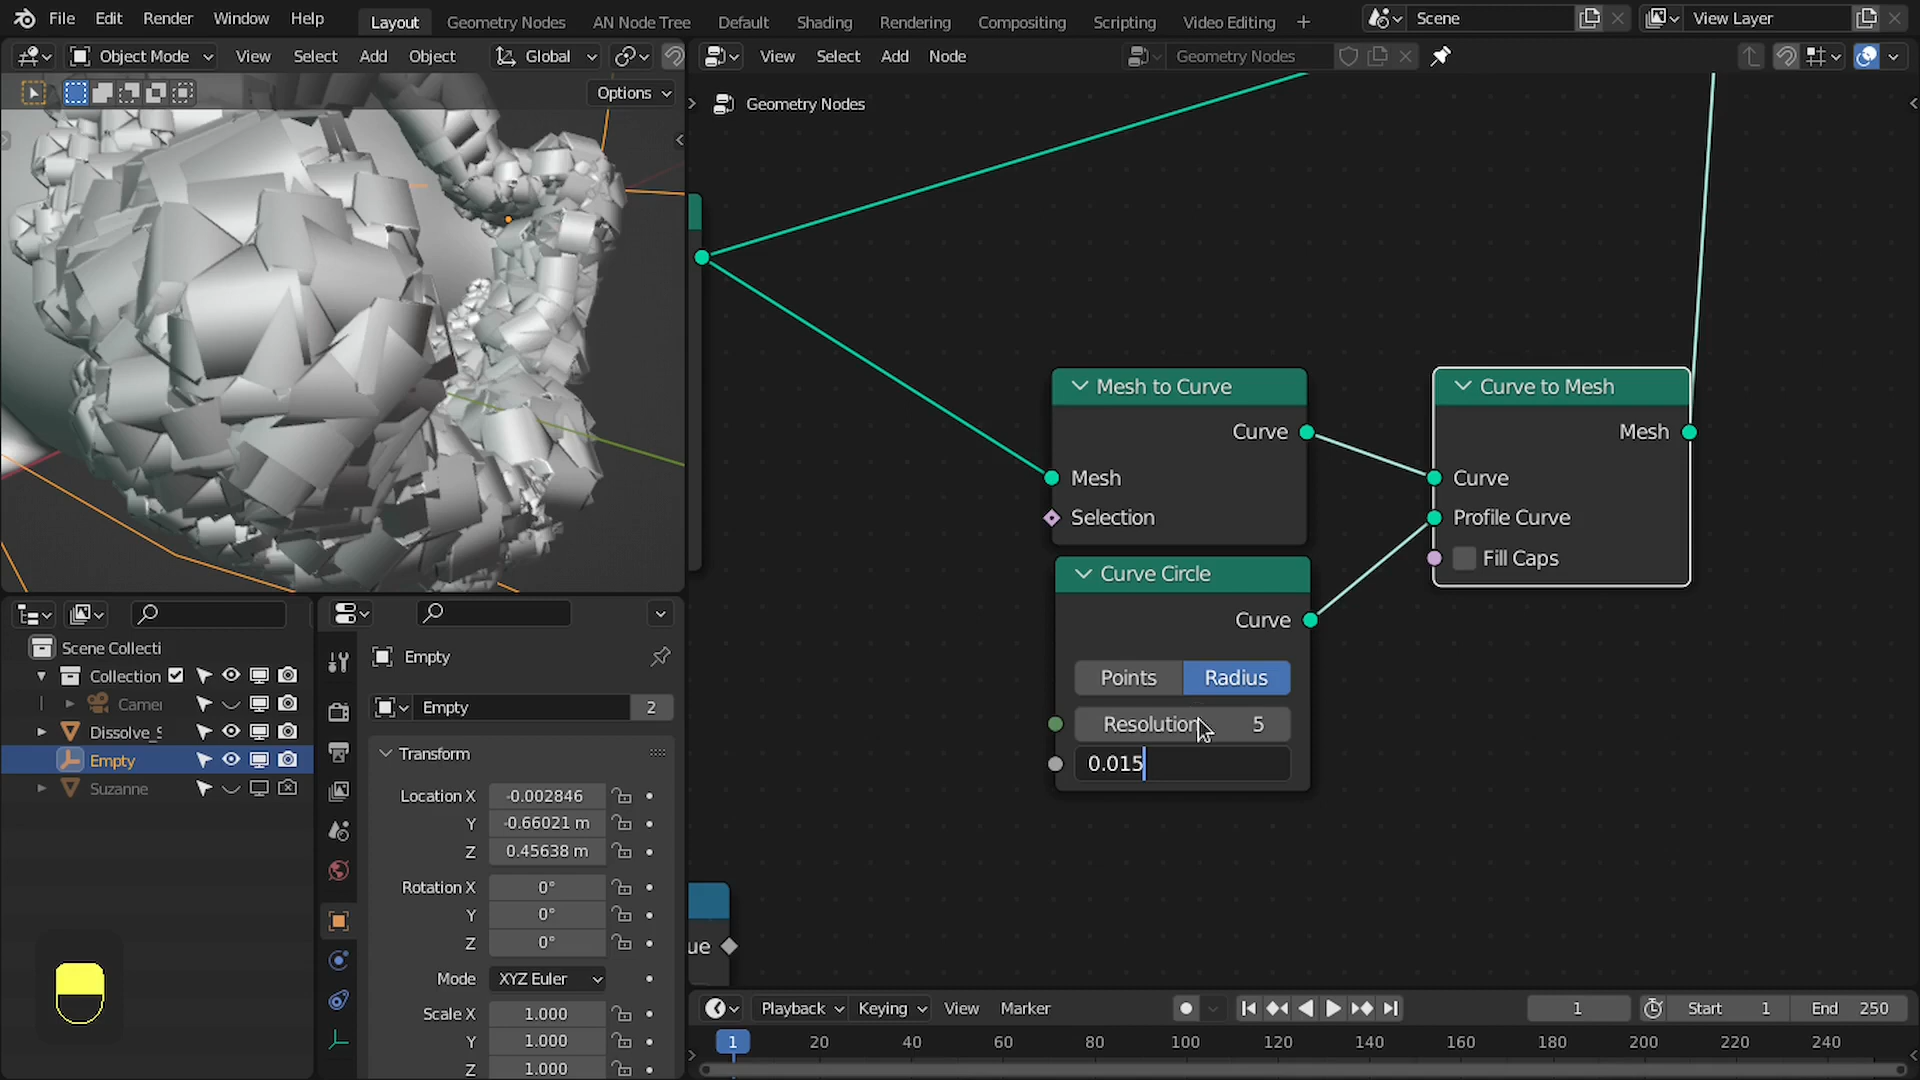 File Edit Render Window Help Layout Geometry Nodes AN Node Tree Default Shading Rendering Compositing Scripting Video Editing + Scene View Layer
Object Mode View Select Add Object Global View Select Add Node Geometry Nodes
Options
Geometry Nodes
Mesh to Curve
Curve
Mesh
Selection
Curve to Mesh
Mesh
Curve
Profile Curve
Fill Caps
Curve Circle
Curve
Points Radius
Resolution 5
0.015
ue
Scene Collecti
Collection
Camer
Dissolve_S
Empty
Suzanne
Empty
Empty 2
Transform
Location X -0.002846
Y -0.66021 m
Z 0.45638 m
Rotation X 0°
Y 0°
Z 0°
Mode XYZ Euler
Scale X 1.000
Y 1.000
Z 1.000
Playback Keying View Marker 1 Start 1 End 250
1 20 40 60 80 100 120 140 160 180 200 220 240